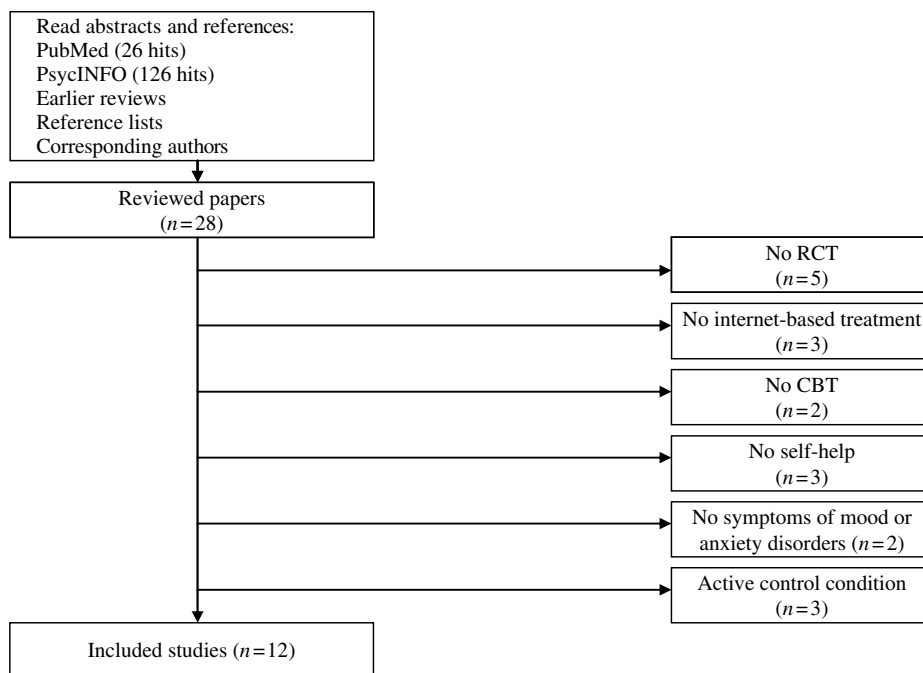 Read abstracts and references:
PubMed (26 hits)
PsycINFO (126 hits)
Earlier reviews
Reference lists
Corresponding authors
Reviewed papers
(n=28)
No RCT
(n=5)
No internet-based treatment
(n=3)
No CBT
(n=2)
No self-help
(n=3)
No symptoms of mood or
anxiety disorders (n=2)
Active control condition
(n=3)
Included studies (n=12)